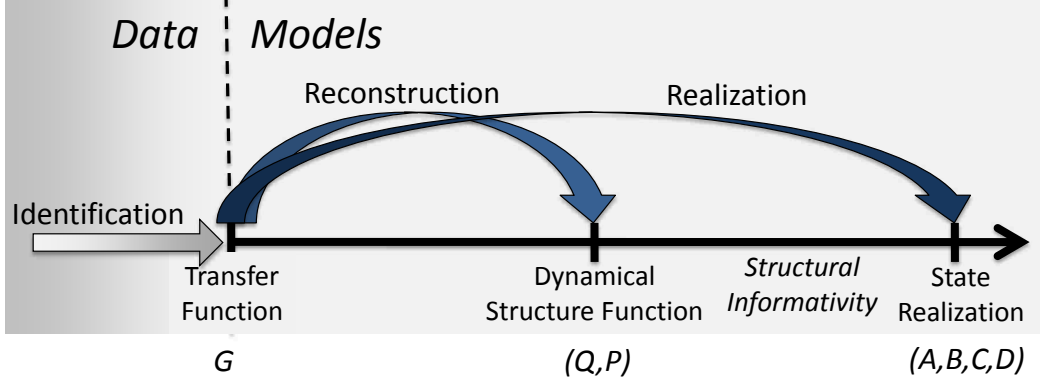 Data Models
Reconstruction
Realization
Identification
Transfer
Function
Dynamical
Structure Function
Structural
Informativity
State
Realization
G
(Q,P)
(A,B,C,D)